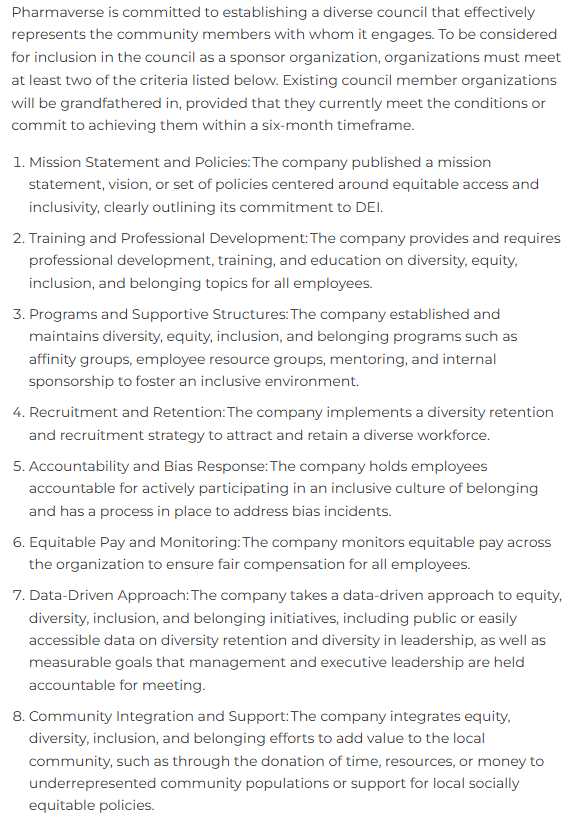 Pharmaverse is committed to establishing a diverse council that effectively
represents the community members with whom it engages. To be considered
for inclusion in the council as a sponsor organization, organizations must meet
at least two of the criteria listed below. Existing council member organizations
will be grandfathered in, provided that they currently meet the conditions or
commit to achieving them within a six-month timeframe.
1. Mission Statement and Policies:The company published a mission
statement, vision, or set of policies centered around equitable access and
inclusivity, clearly outlining its commitment to DEI.
2. Training and Professional Development:The company provides and requires
professional development, training, and education on diversity, equity,
inclusion, and belonging topics for all employees.
3. Programs and Supportive Structures:The company established and
maintains diversity, equity, inclusion, and belonging programs such as
affinity groups, employee resource groups, mentoring, and internal
sponsorship to foster an inclusive environment.
4. Recruitment and Retention:The company implements a diversity retention
and recruitment strategy to attract and retain a diverse workforce.
5. Accountability and Bias Response:The company holds employees
accountable for actively participating in an inclusive culture of belonging
and has a process in place to address bias incidents.
6. Equitable Pay and Monitoring:The company monitors equitable pay across
the organization to ensure fair compensation for all employees.
7. Data-Driven Approach:The company takes a data-driven approach to equity,
diversity, inclusion, and belonging initiatives, including public or easily
accessible data on diversity retention and diversity in leadership, as well as
measurable goals that management and executive leadership are held
accountable for meeting.
8. Community Integration and Support:The company integrates equity,
diversity, inclusion, and belonging efforts to add value to the local
community, such as through the donation of time, resources, or money to
underrepresented community populations or support for local socially
equitable policies.